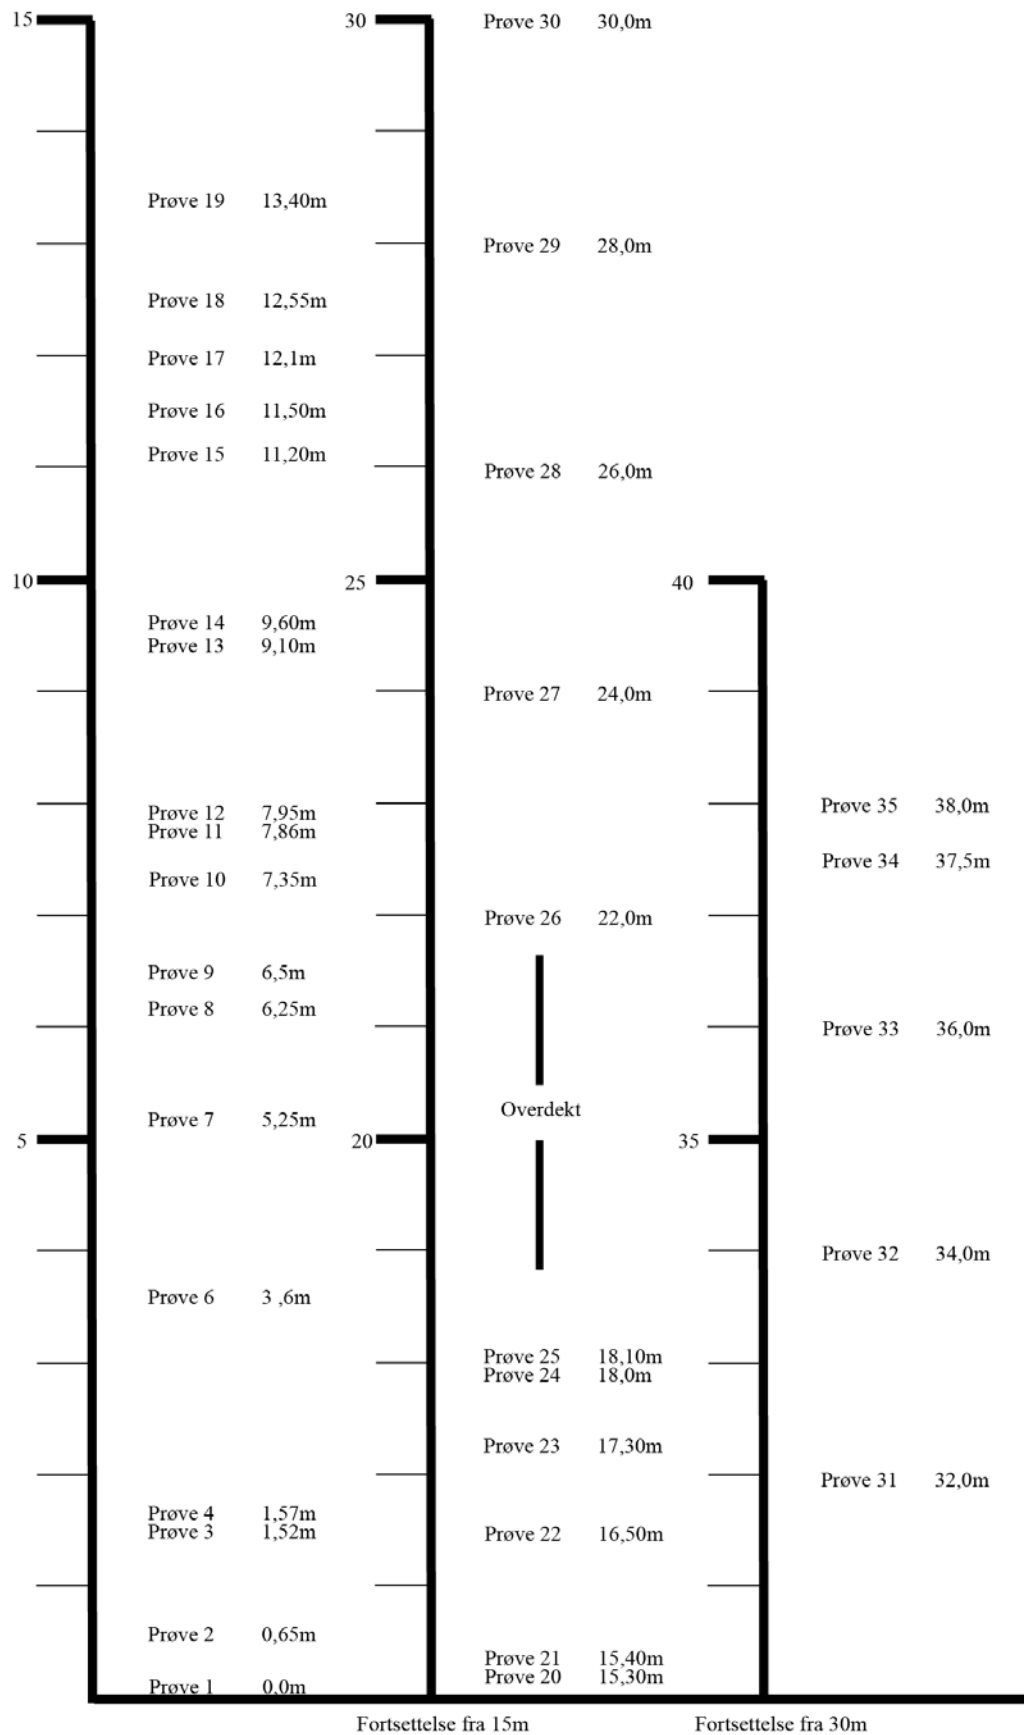 15
Prøve 19 13,40m
Prøve 18 12,55m
Prøve 17 12,1m
Prøve 16 11,50m
Prøve 15 11,20m
10
Prøve 14 9,60m
Prøve 13 9,10m
Prøve 12 7,95m
Prøve 11 7,86m
Prøve 10 7,35m
Prøve 9 6,5m
Prøve 8 6,25m
Prøve 7 5,25m
5
Prøve 6 3 ,6m
Prøve 4 1,57m
Prøve 3 1,52m
Prøve 2 0,65m
Prøve 1 0,0m
30
Prøve 30 30,0m
Prøve 29 28,0m
Prøve 28 26,0m
25
Prøve 27 24,0m
Prøve 26 22,0m
Overdekt
20
Prøve 25 18,10m
Prøve 24 18,0m
Prøve 23 17,30m
Prøve 22 16,50m
Prøve 21 15,40m
Prøve 20 15,30m
Fortsettelse fra 15m
40
Prøve 35 38,0m
Prøve 34 37,5m
Prøve 33 36,0m
35
Prøve 32 34,0m
Prøve 31 32,0m
Fortsettelse fra 30m